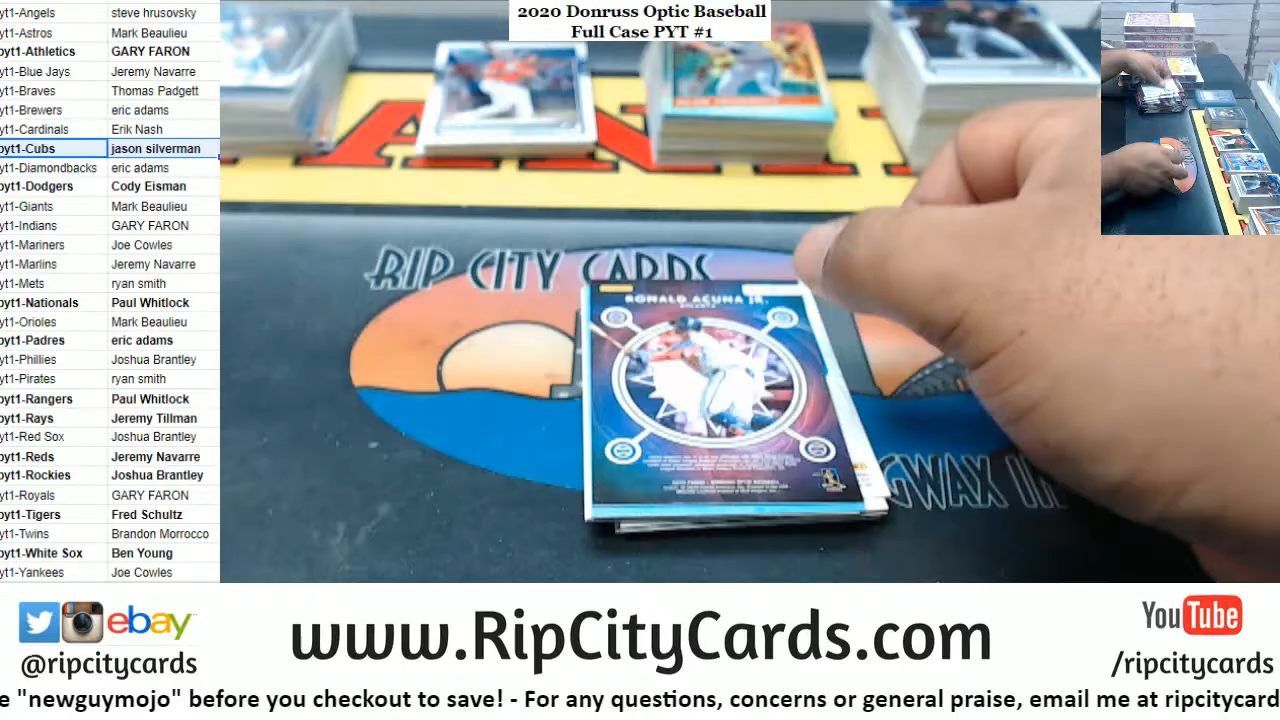 2020 Donruss Optic Baseball
Full Case PYT #1
yt1-Angels steve hrusovsky
yt1-Astros Mark Beaulieu
pyt1-Athletics GARY FARON
yt1-Blue Jays Jeremy Navarre
yt1-Braves Thomas Padgett
yt1-Brewers eric adams
yt1-Cardinals Erik Nash
pyt1-Cubs jason silverman
yt1-Diamondbacks eric adams
pyt1-Dodgers Cody Eisman
yt1-Giants Mark Beaulieu
yt1-Indians GARY FARON
yt1-Mariners Joe Cowles
yt1-Marlins Jeremy Navarre
yt1-Mets ryan smith
pyt1-Nationals Paul Whitlock
yt1-Orioles Mark Beaulieu
pyt1-Padres eric adams
yt1-Phillies Joshua Brantley
yt1-Pirates ryan smith
pyt1-Rangers Paul Whitlock
pyt1-Rays Jeremy Tillman
yt1-Red Sox Joshua Brantley
pyt1-Reds Jeremy Navarre
pyt1-Rockies Joshua Brantley
yt1-Royals GARY FARON
pyt1-Tigers Fred Schultz
yt1-Twins Brandon Morrocco
pyt1-White Sox Ben Young
yt1-Yankees Joe Cowles
RIP CITY CARDS
RONALD ACUNA JR.
GWAX
ebay
@ripcitycards
www.RipCityCards.com
YouTube
/ripcitycards
e "newguymojo" before you checkout to save! - For any questions, concerns or general praise, email me at ripcitycard